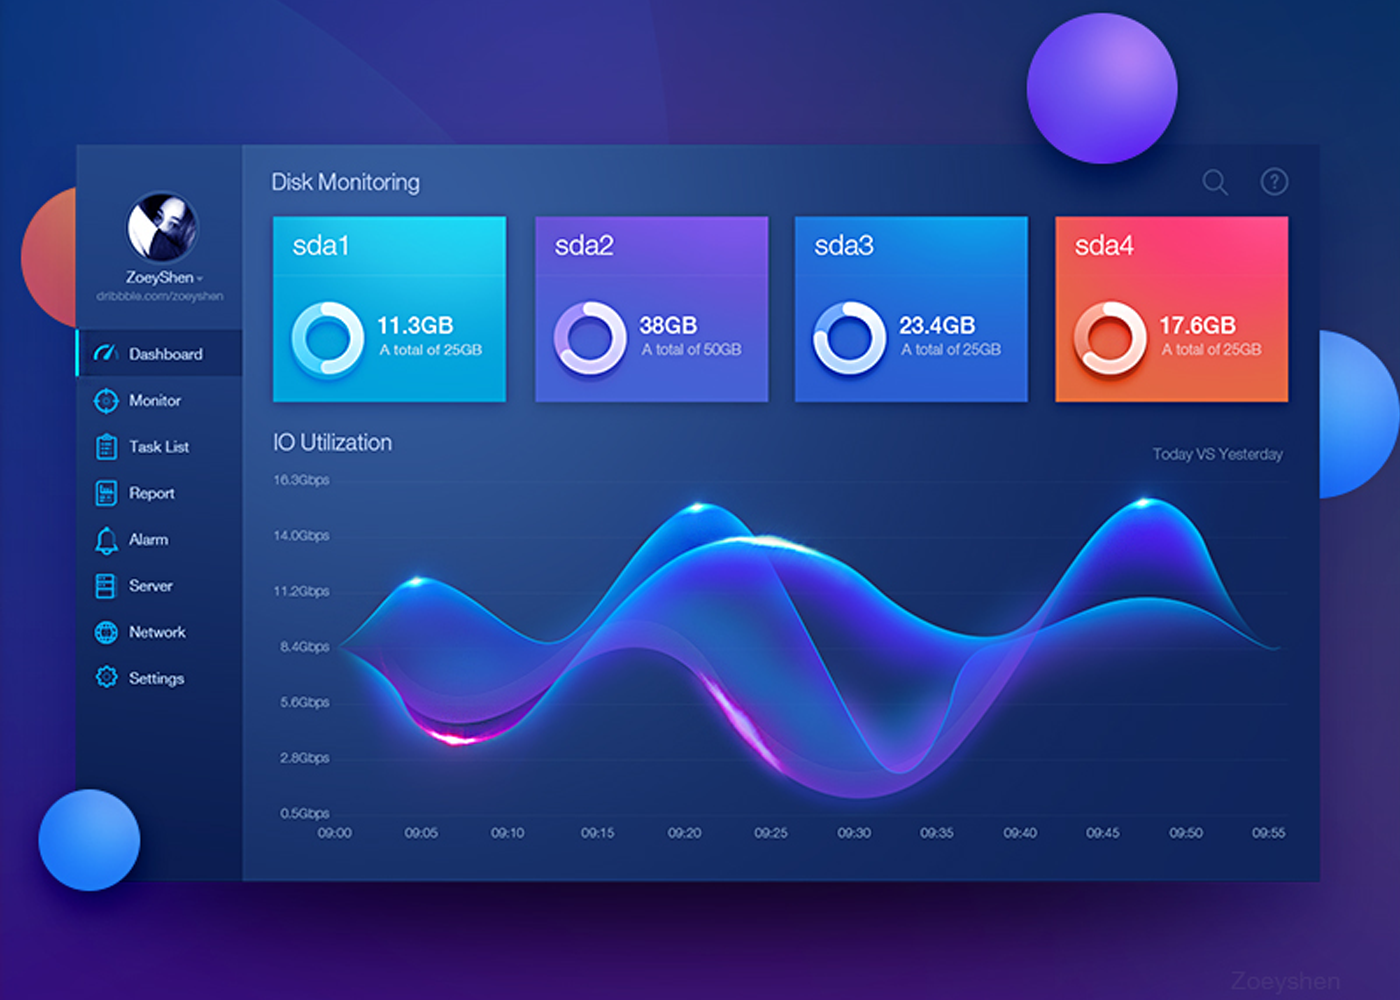 Disk Monitoring
ZoeyShen
dribbble.com/zoeyshen
Dashboard
Monitor
Task List
Report
Alarm
Server
Network
Settings
sda1
11.3GB
A total of 25GB
sda2
38GB
A total of 50GB
sda3
23.4GB
A total of 25GB
sda4
17.6GB
A total of 25GB
IO Utilization
Today VS Yesterday
16.3Gbps
14.0Gbps
11.2Gbps
8.4Gbps
5.6Gbps
2.8Gbps
0.5Gbps
09:00 09:05 09:10 09:15 09:20 09:25 09:30 09:35 09:40 09:45 09:50 09:55
Zoeyshen